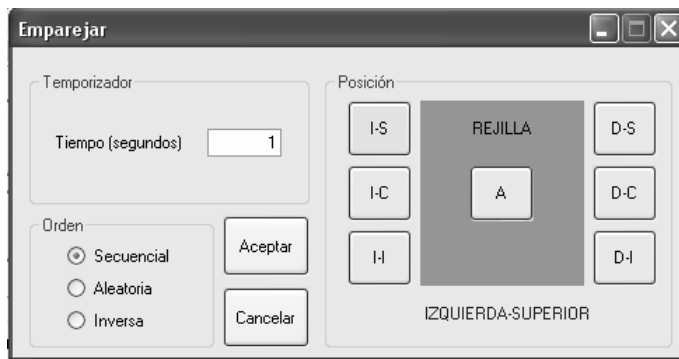 Emparejar
Temporizador
Tiempo (segundos) 1
Orden
Secuencial
Aleatoria
Inversa
Aceptar
Cancelar
Posición
I-S REJILLA D-S
I-C A D-C
I-I D-I
IZQUIERDA-SUPERIOR